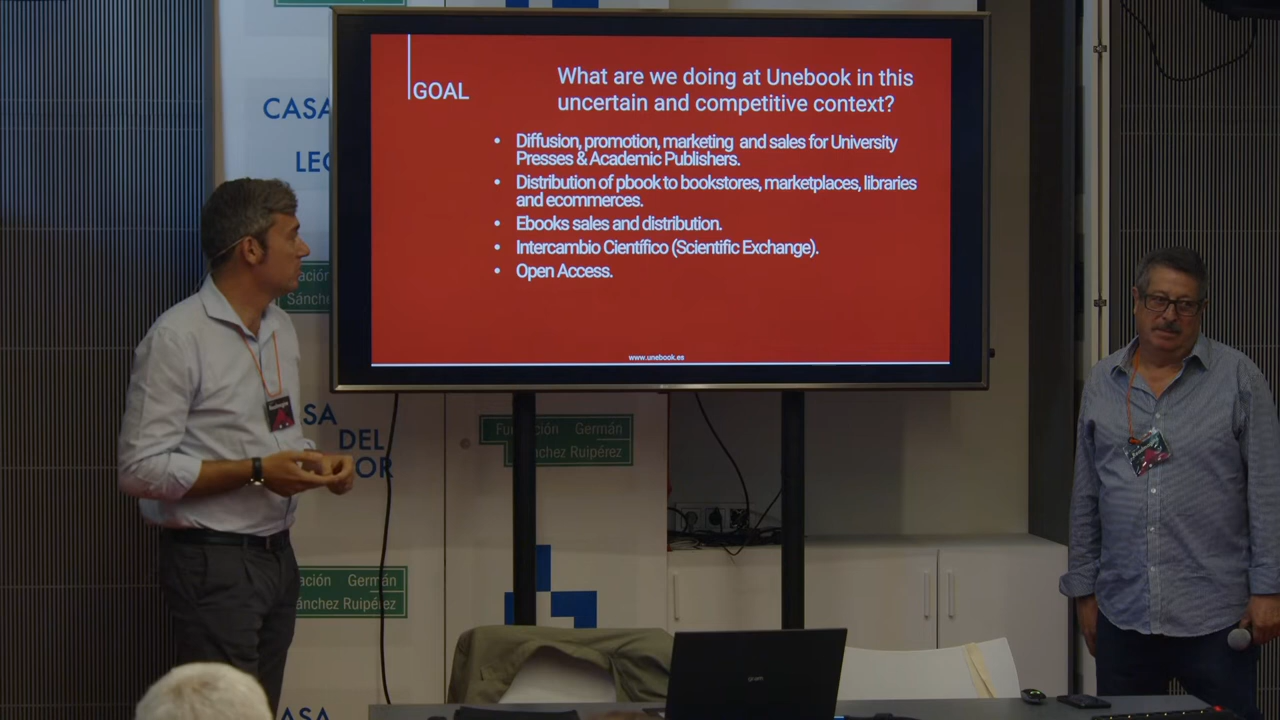 CASA
LEC
GOAL
What are we doing at Unebook in this
uncertain and competitive context?
• Diffusion, promotion, marketing and sales for University
Presses & Academic Publishers.
• Distribution of pbook to bookstores, marketplaces, libraries
and ecommerces.
• Ebooks sales and distribution.
• Intercambio Científico (Scientific Exchange).
• Open Access.
www.unebook.es
ación
Sánche
SA
DEL
OR
Fundación Germán
Sánchez Ruipérez
ación Germán
ánchez Ruipérez
gram
ASA